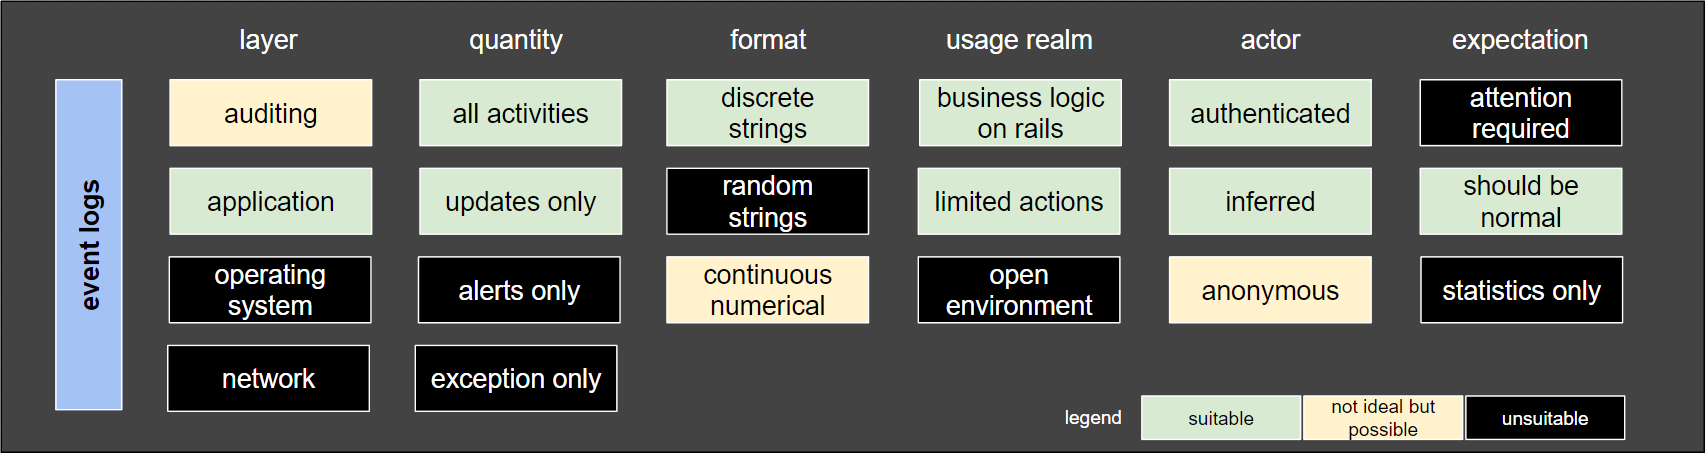 layer
quantity
format
usage realm
actor
expectation
event logs
auditing
all activities
discrete
strings
business logic
on rails
authenticated
attention
required
application
updates only
random
strings
limited actions
inferred
should be
normal
operating
system
alerts only
continuous
numerical
open
environment
anonymous
statistics only
network
exception only
legend
suitable
not ideal but
possible
unsuitable